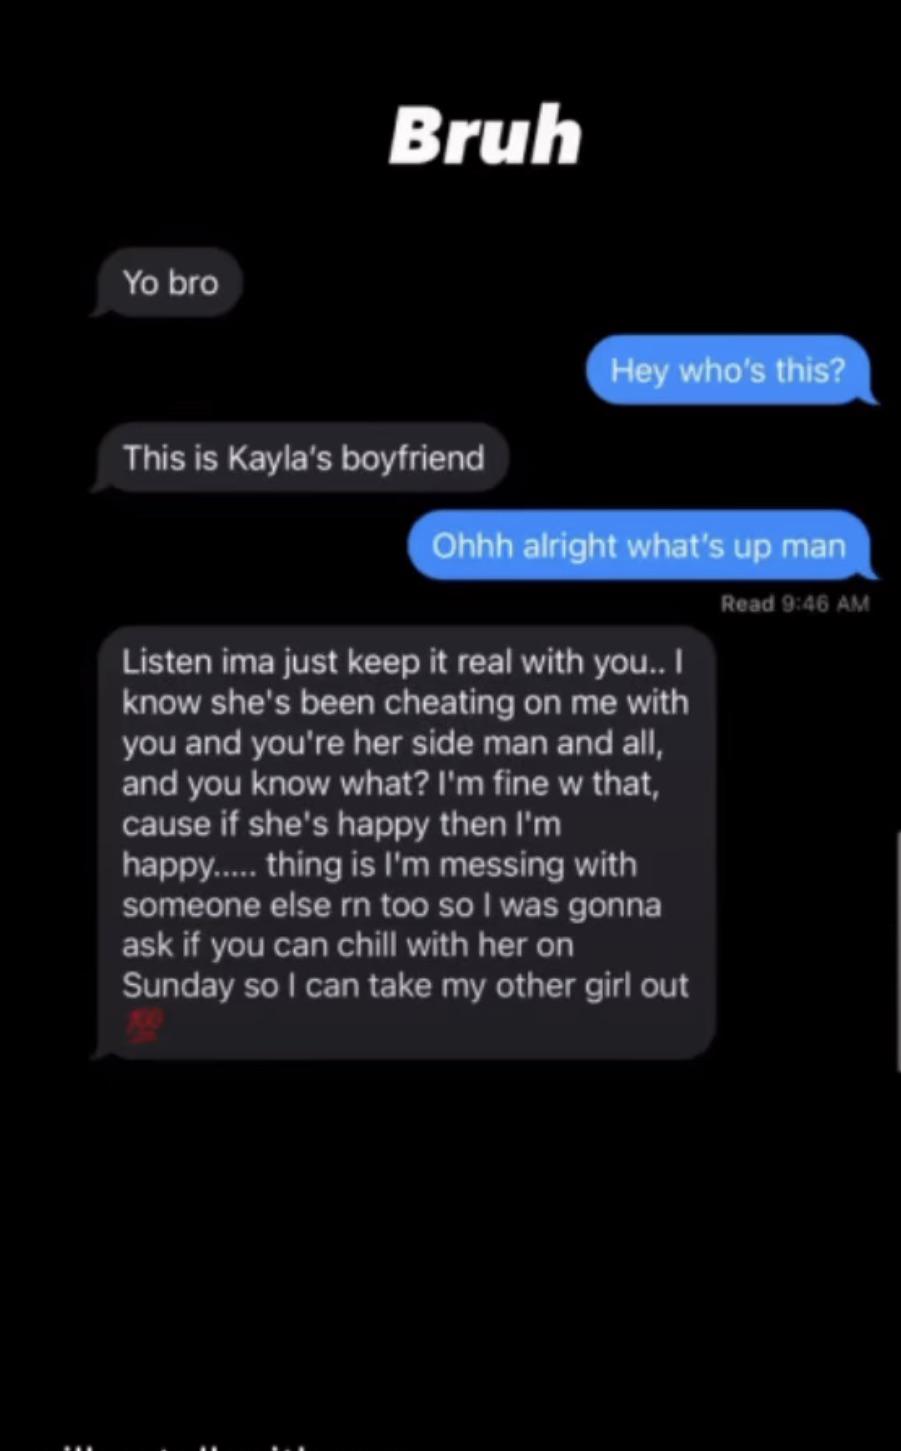 Bruh
Yo bro
Hey who's this?
This is Kayla's boyfriend
Ohhh alright what's up man
Read 9:46 AM
Listen ima just keep it real with you.. I
know she's been cheating on me with
you and you're her side man and all,
and you know what? I'm fine w that,
cause if she's happy then I'm
happy..... thing is I'm messing with
someone else rn too so I was gonna
ask if you can chill with her on
Sunday so I can take my other girl out
💯